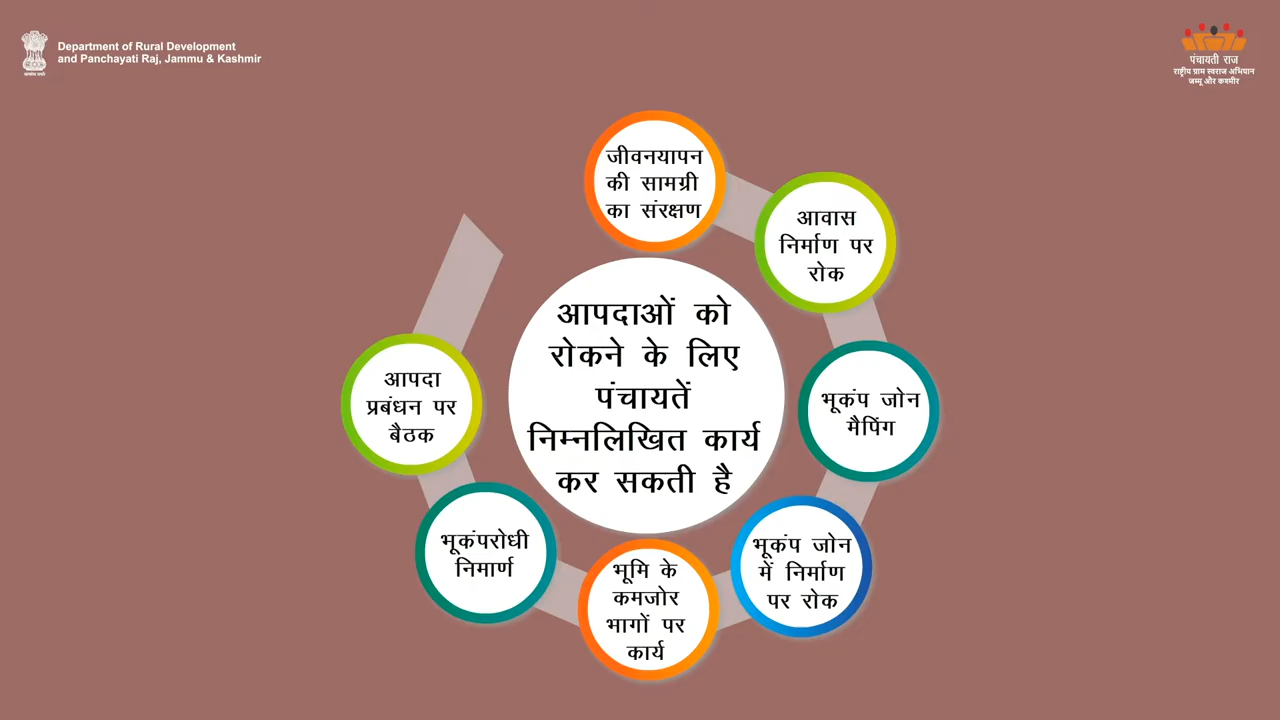 Department of Rural Development
and Panchayati Raj, Jammu & Kashmir
पंचायती राज
राष्ट्रीय ग्राम स्वराज अभियान
जम्मू और कश्मीर
जीवनयापन
की सामग्री
का संरक्षण
आवास
निर्माण पर
रोक
भूकंप जोन
मैपिंग
भूकंप जोन
में निर्माण
पर रोक
भूमि के
कमजोर
भागों पर
कार्य
भूकंपरोधी
निमार्ण
आपदा
प्रबंधन पर
बैठक
आपदाओं को
रोकने के लिए
पंचायतें
निम्नलिखित कार्य
कर सकती है